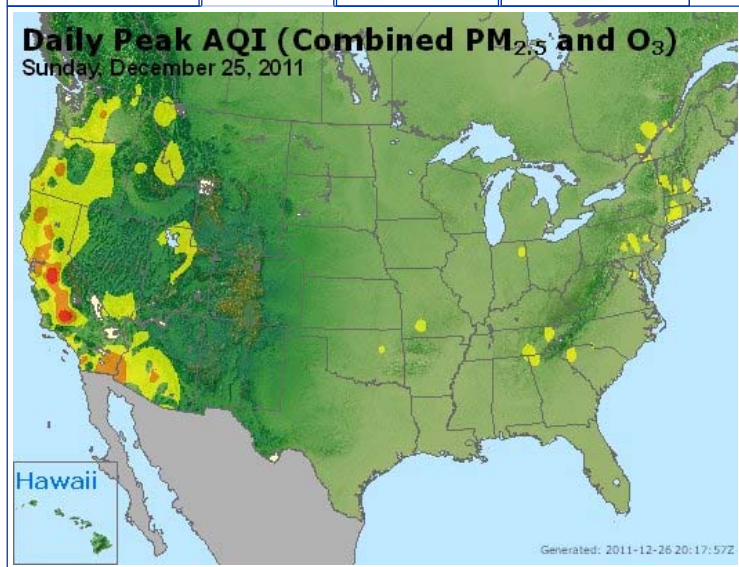 Daily Peak AQI (Combined PM2.5 and O3)
Sunday, December 25, 2011
Hawaii
Generated: 2011-12-26 20:17:57Z